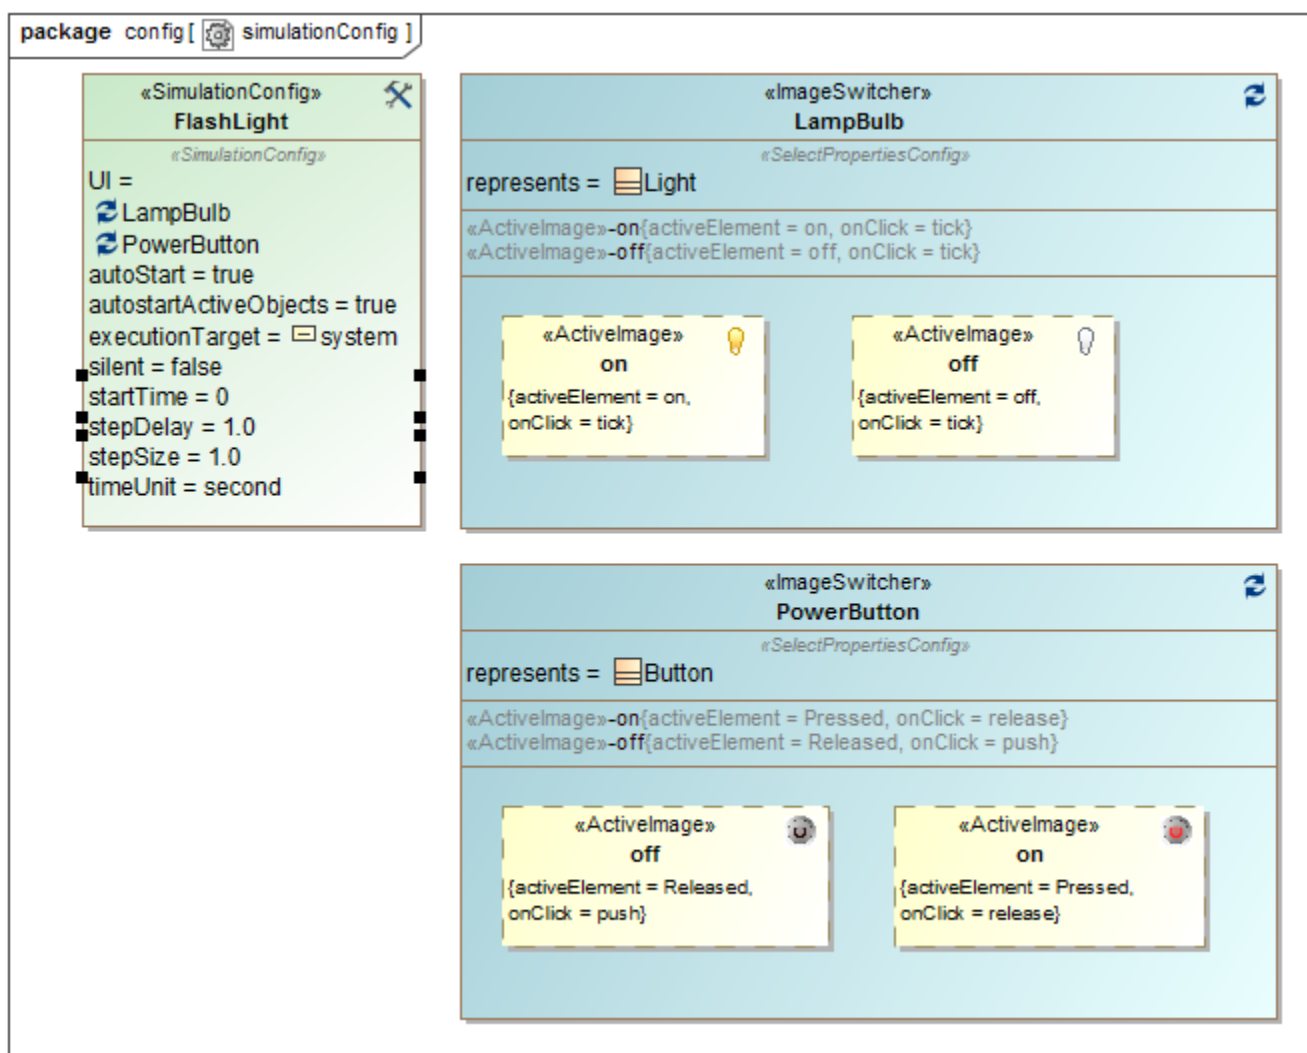 package config[ simulationConfig ]
«SimulationConfig»
FlashLight
«SimulationConfig»
UI =
LampBulb
PowerButton
autoStart = true
autostartActiveObjects = true
executionTarget = system
silent = false
startTime = 0
stepDelay = 1.0
stepSize = 1.0
timeUnit = second
«ImageSwitcher»
LampBulb
«SelectPropertiesConfig»
represents = Light
«ActiveImage»-on{activeElement = on, onClick = tick}
«ActiveImage»-off{activeElement = off, onClick = tick}
«ActiveImage»
on
{activeElement = on,
onClick = tick}
«ActiveImage»
off
{activeElement = off,
onClick = tick}
«ImageSwitcher»
PowerButton
«SelectPropertiesConfig»
represents = Button
«ActiveImage»-on{activeElement = Pressed, onClick = release}
«ActiveImage»-off{activeElement = Released, onClick = push}
«ActiveImage»
off
{activeElement = Released,
onClick = push}
«ActiveImage»
on
{activeElement = Pressed,
onClick = release}